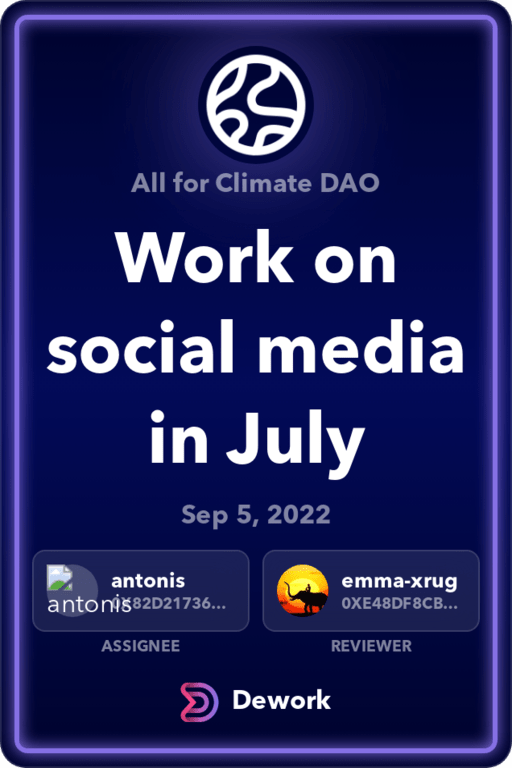 All for Climate DAO
Work on
social media
in July
Sep 5, 2022
antonis
antonis
0X82D21736...
emma-xrug
0XE48DF8CB...
ASSIGNEE
REVIEWER
Dework